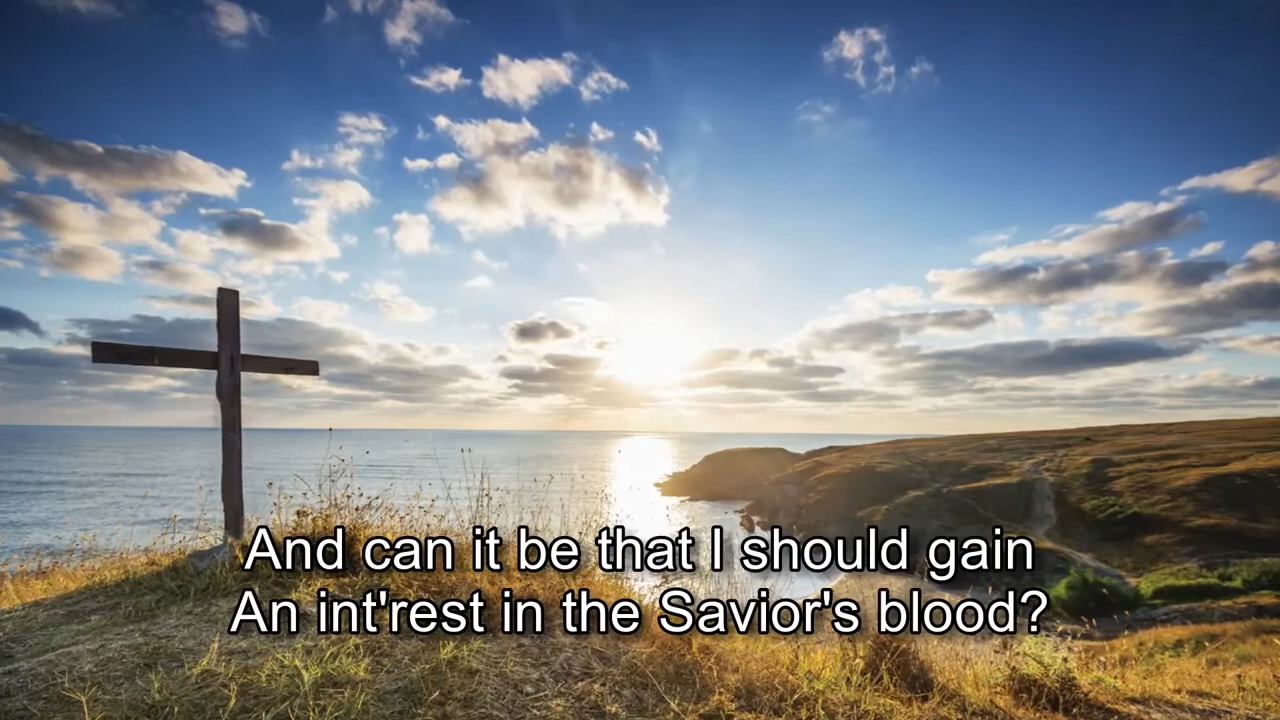 And can it be that I should gain
An int'rest in the Savior's blood?